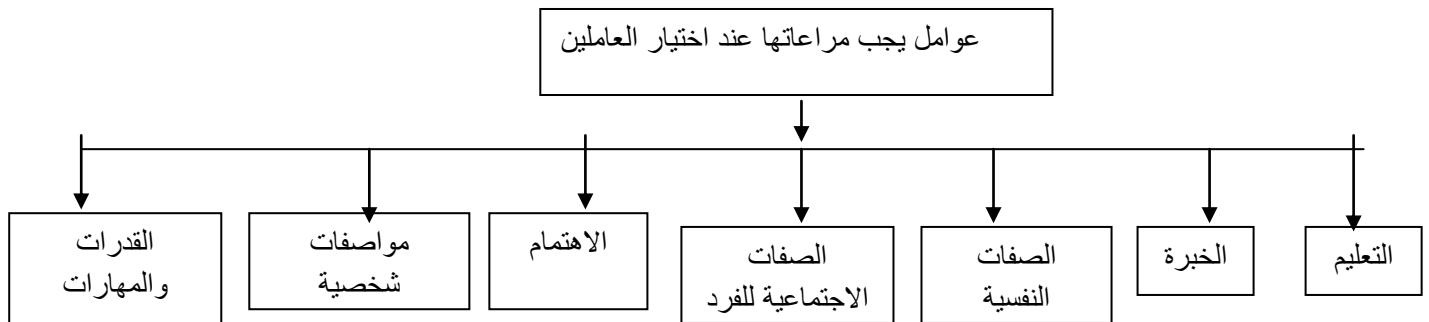 عوامل يجب مراعاتها عند اختيار العاملين
التعليم
الخبرة
الصفات
النفسية
الصفات
الاجتماعية للفرد
الاهتمام
مواصفات
شخصية
القدرات
والمهارات